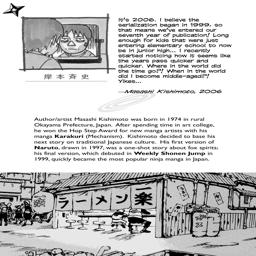 It's 2006. I believe the
serialization began in 1999, so
that means we've entered our
seventh year of publication! Long
enough for kids that were just
entering elementary school to now
be in junior high... I recently
started noticing how it seems like
the years pass quicker and
quicker. Where in the world did
the time go?! When in the world
did I become middle-aged?!
Yikes...
—Masashi Kishimoto, 2006
岸本斉史
Author/artist Masashi Kishimoto was born in 1974 in rural
Okayama Prefecture, Japan. After spending time in art college,
he won the Hop Step Award for new manga artists with his
manga Karakuri (Mechanism). Kishimoto decided to base his
next story on traditional Japanese culture. His first version of
Naruto, drawn in 1997, was a one-shot story about fox spirits;
his final version, which debuted in Weekly Shonen Jump in
1999, quickly became the most popular ninja manga in Japan.
ラーメン楽